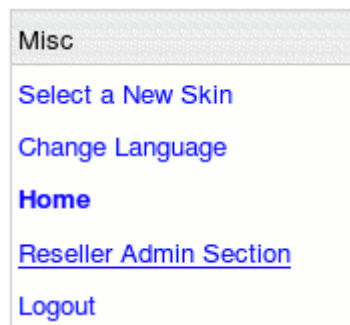 Misc
Select a New Skin
Change Language
Home
Reseller Admin Section
Logout